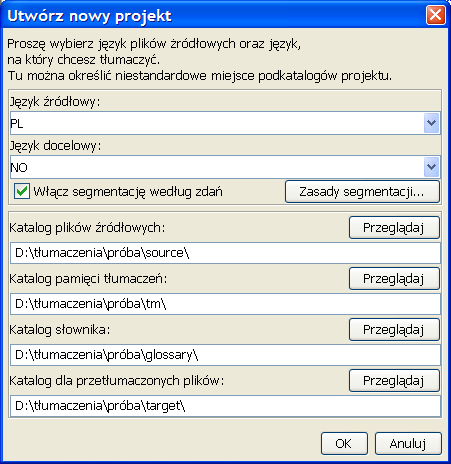 Utwórz nowy projekt
Proszę wybierz język plików żródłowych oraz język,
na który chcesz tłumaczyć.
Tu można określić niestandardowe miejsce podkatalogów projektu.
Język źródłowy:
PL
Język docelowy:
NO
Włącz segmentację według zdań
Zasady segmentacji...
Katalog plików źródłowych:
Przeglądaj
D:\tłumaczenia\próba\source\
Katalog pamięci tłumaczeń:
Przeglądaj
D:\tłumaczenia\próba\tm\
Katalog słownika:
Przeglądaj
D:\tłumaczenia\próba\glossary\
Katalog dla przetłumaczonych plików:
Przeglądaj
D:\tłumaczenia\próba\target\
OK
Anuluj